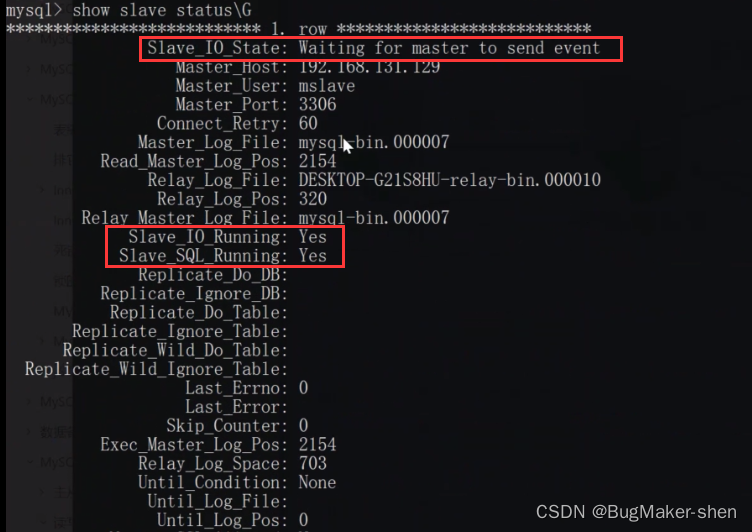 mysql> show slave status\G
*************************** 1. row ***************************
Slave_IO_State: Waiting for master to send event
Master_Host: 192.168.131.129
Master_User: mslave
Master_Port: 3306
Connect_Retry: 60
Master_Log_File: mysql-bin.000007
Read_Master_Log_Pos: 2154
Relay_Log_File: DESKTOP-G21S8HU-relay-bin.000010
Relay_Log_Pos: 320
Relay_Master_Log_File: mysql-bin.000007
Slave_IO_Running: Yes
Slave_SQL_Running: Yes
Replicate_Do_DB:
Replicate_Ignore_DB:
Replicate_Do_Table:
Replicate_Ignore_Table:
Replicate_Wild_Do_Table:
Replicate_Wild_Ignore_Table:
Last_Errno: 0
Last_Error:
Skip_Counter: 0
Exec_Master_Log_Pos: 2154
Relay_Log_Space: 703
Until_Condition: None
Until_Log_File:
Until_Log_Pos: 0
CSDN @BugMaker-shen